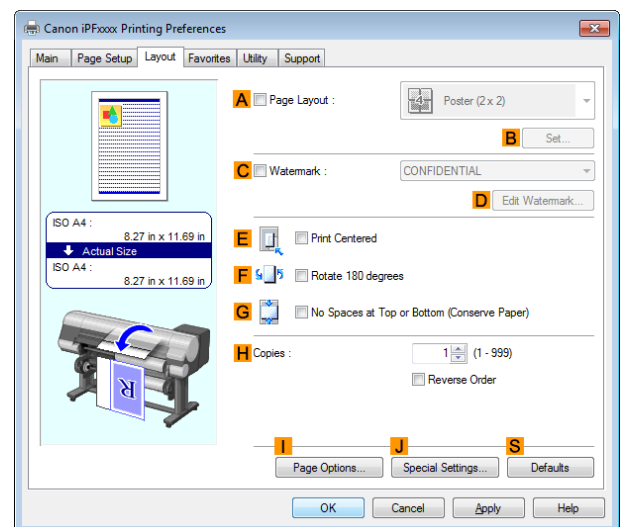 Canon iPFxxxx Printing Preferences
Main Page Setup Layout Favorites Utility Support
A Page Layout : 4 Poster (2 x 2)
B Set...
C Watermark : CONFIDENTIAL
D Edit Watermark...
ISO A4 :
8.27 in x 11.69 in
Actual Size
ISO A4 :
8.27 in x 11.69 in
E Print Centered
F Rotate 180 degrees
G No Spaces at Top or Bottom (Conserve Paper)
H Copies : 1 (1 - 999)
Reverse Order
R
I J S
Page Options... Special Settings... Defaults
OK Cancel Apply Help